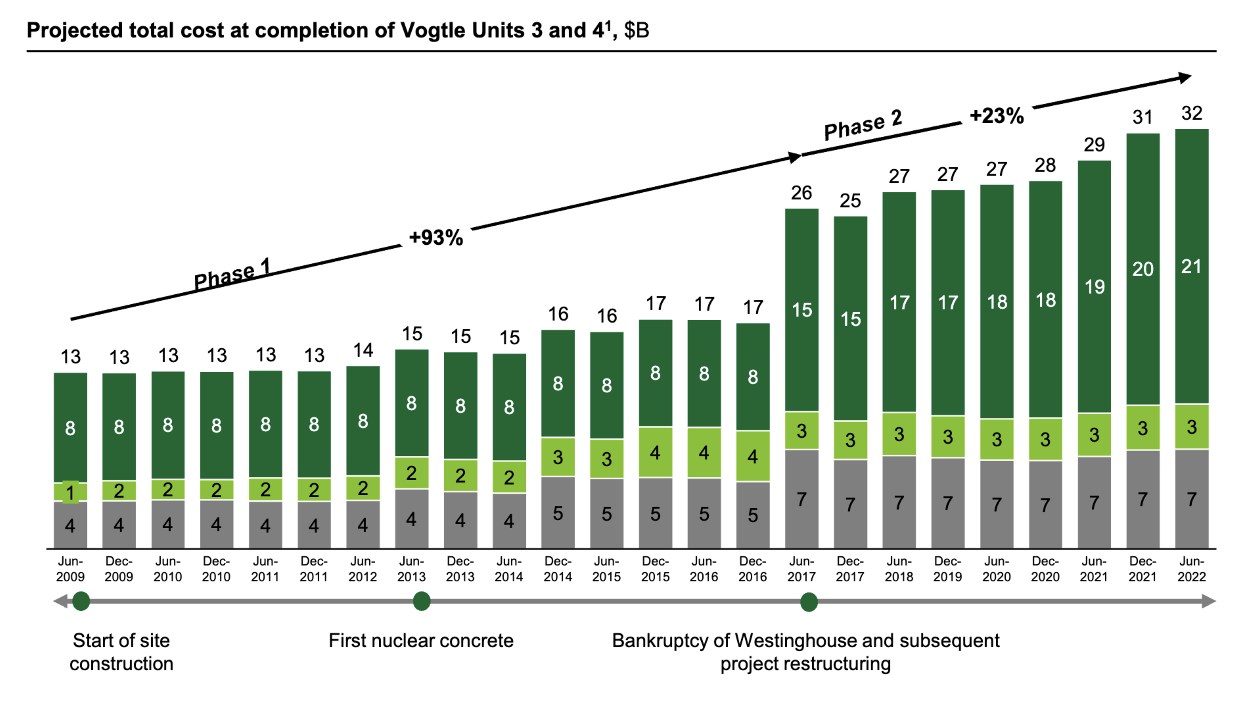 Projected total cost at completion of Vogtle Units 3 and 4¹, $B
Phase 1
+93%
Phase 2
+23%
13 13 13 13 13 13 14 15 15 15 16 16 17 17 17 26 25 27 27 27 28 29 31 32
8 8 8 8 8 8 8 8 8 8 8 8 8 8 8 15 15 17 17 18 18 19 20 21
1 2 2 2 2 2 2 2 2 2 3 3 4 4 4 3 3 3 3 3 3 3 3 3
4 4 4 4 4 4 4 4 4 4 5 5 5 5 5 7 7 7 7 7 7 7 7 7
Jun- Dec- Jun- Dec- Jun- Dec- Jun- Jun- Dec- Jun- Dec- Jun- Dec- Jun- Dec- Jun- Dec- Jun- Dec- Jun- Dec- Jun- Dec- Jun-
2009 2009 2010 2010 2011 2011 2012 2013 2013 2014 2014 2015 2015 2016 2016 2017 2017 2018 2019 2020 2020 2021 2021 2022
Start of site
construction
First nuclear concrete
Bankruptcy of Westinghouse and subsequent
project restructuring